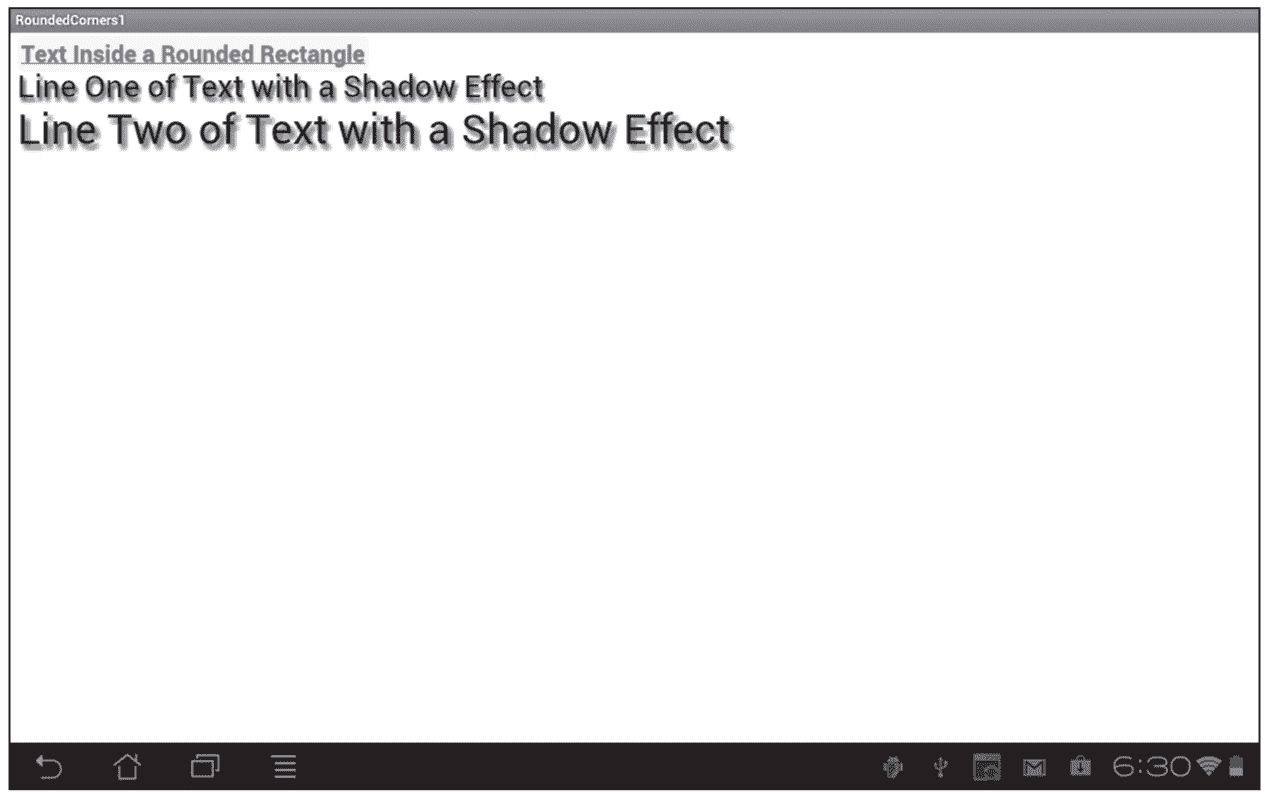 RoundedCorners1
Text Inside a Rounded Rectangle
Line One of Text with a Shadow Effect
Line Two of Text with a Shadow Effect
6:30